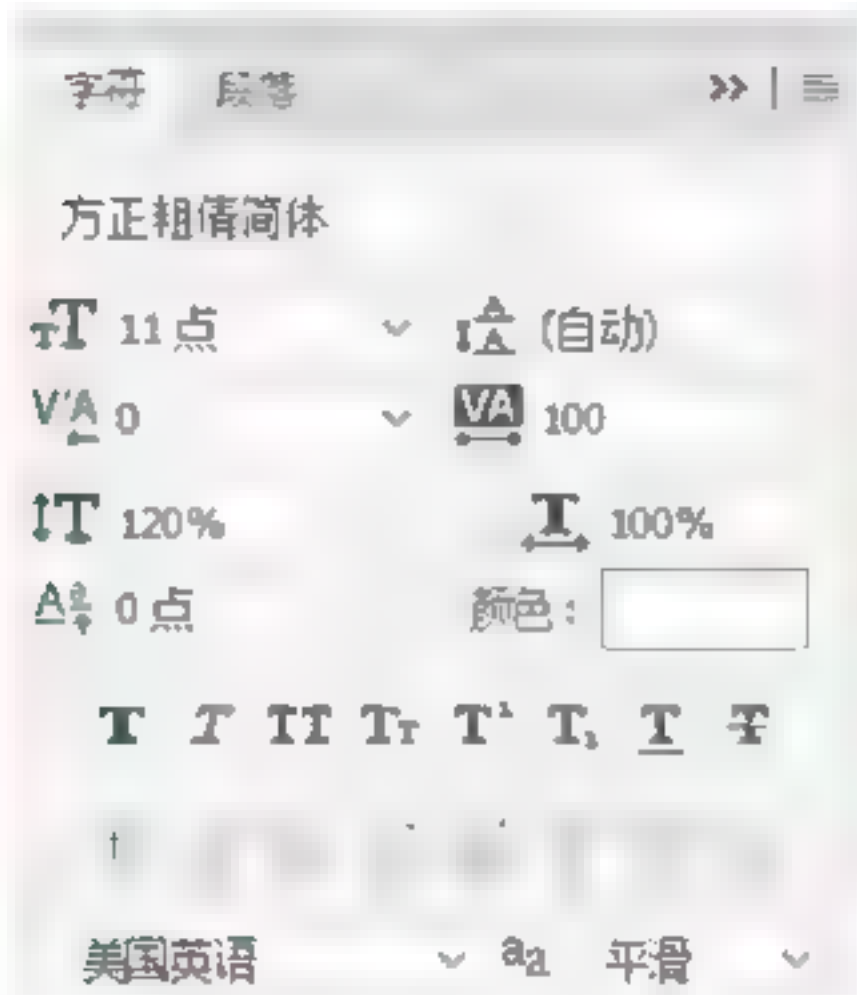 字符 段落
方正粗倩简体
11 点 (自动)
0 100
120% 100%
0 点 颜色：
美国英语 aa 平滑